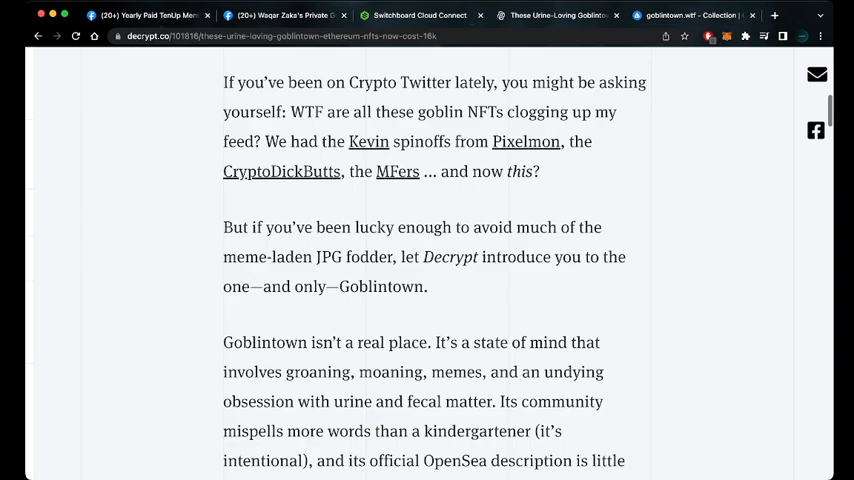 (20+) Yearly Paid TenUp Mem
(20+) Waqar Zaka's Private G
Switchboard Cloud Connect
These Urine-Loving Goblinto
goblinto.wtf - Collection |
decrypt.co/101816/these-urine-loving-goblintown-ethereum-nfts-now-cost-16k
If you've been on Crypto Twitter lately, you might be asking
yourself: WTF are all these goblin NFTs clogging up my
feed? We had the Kevin spinoffs from Pixelmon, the
CryptoDickButts, the MFers ... and now this?
But if you've been lucky enough to avoid much of the
meme-laden JPG fodder, let Decrypt introduce you to the
one—and only—Goblintown.
Goblintown isn't a real place. It's a state of mind that
involves groaning, moaning, memes, and an undying
obsession with urine and fecal matter. Its community
mispells more words than a kindergartener (it's
intentional), and its official OpenSea description is little